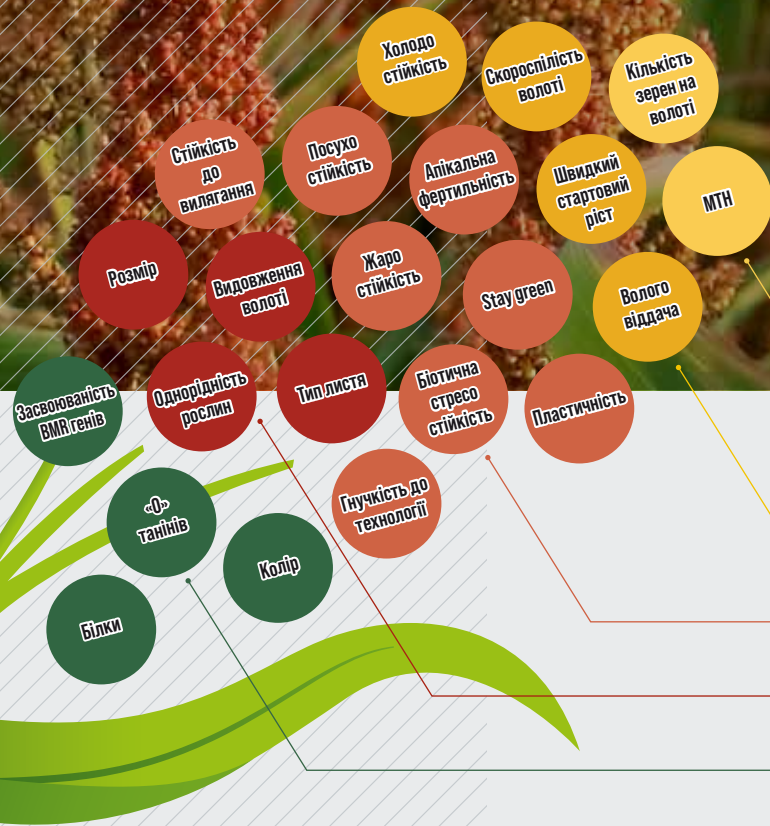 Холодо
стійкість
Скороспілість
волоті
Кількість
зерен на
волоті
Стійкість
до
вилягання
Посухо
стійкість
Апікальна
фертильність
Швидкий
стартовий
ріст
МТН
Розмір
Видовження
волоті
Жаро
стійкість
Stay green
Волого
віддача
Засвоюваність
BMR генів
Однорідність
рослин
Тип листя
Біотична
стресо
стійкість
Пластичність
«О»
танінів
Гнучкість до
технології
Колір
Білки